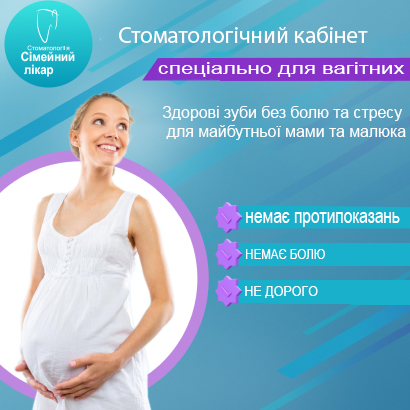 Стоматологія
Сімейний
лікар
Стоматологічний кабінет
спеціально для вагітних
Здорові зуби без болю та стресу
для майбутньої мами та малюка
немає протипоказань
НЕМАЄ БОЛЮ
НЕ ДОРОГО